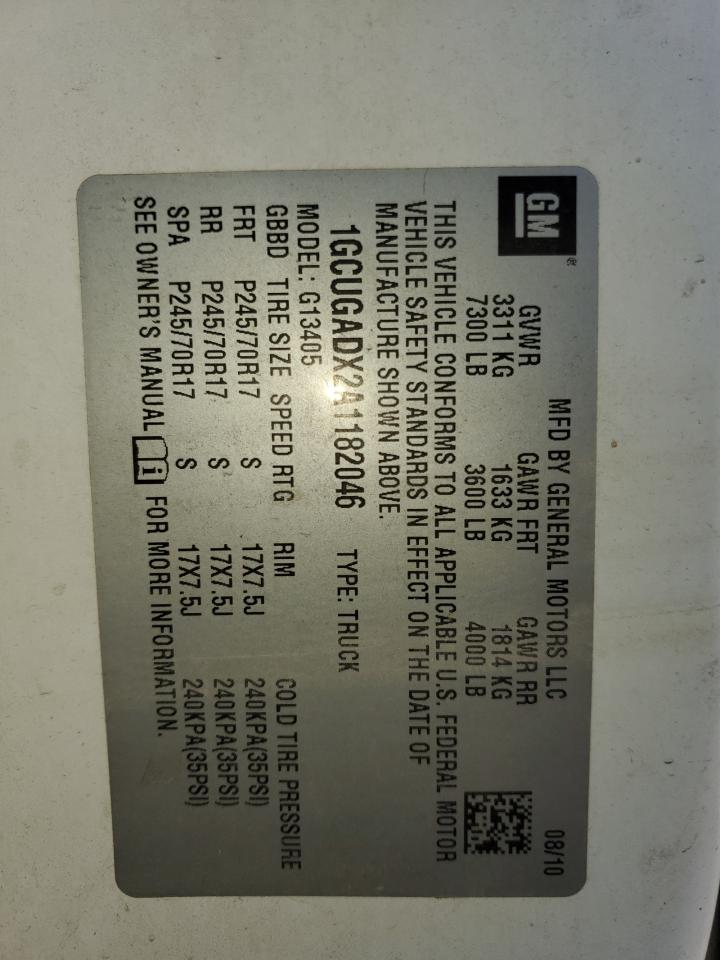 GM
MFD BY GENERAL MOTORS LLC 08/10
GVWR GAWR FRT GAWR RR
3311 KG 1633 KG 1814 KG
7300 LB 3600 LB 4000 LB
THIS VEHICLE CONFORMS TO ALL APPLICABLE U.S. FEDERAL MOTOR
VEHICLE SAFETY STANDARDS IN EFFECT ON THE DATE OF
MANUFACTURE SHOWN ABOVE.
1GCUGADX2A1182046 TYPE: TRUCK
MODEL: G13405
GBBD TIRE SIZE SPEED RTG RIM COLD TIRE PRESSURE
FRT P245/70R17 S 17X7.5J 240KPA(35PSI)
RR P245/70R17 S 17X7.5J 240KPA(35PSI)
SPA P245/70R17 S 17X7.5J 240KPA(35PSI)
SEE OWNER'S MANUAL i FOR MORE INFORMATION.